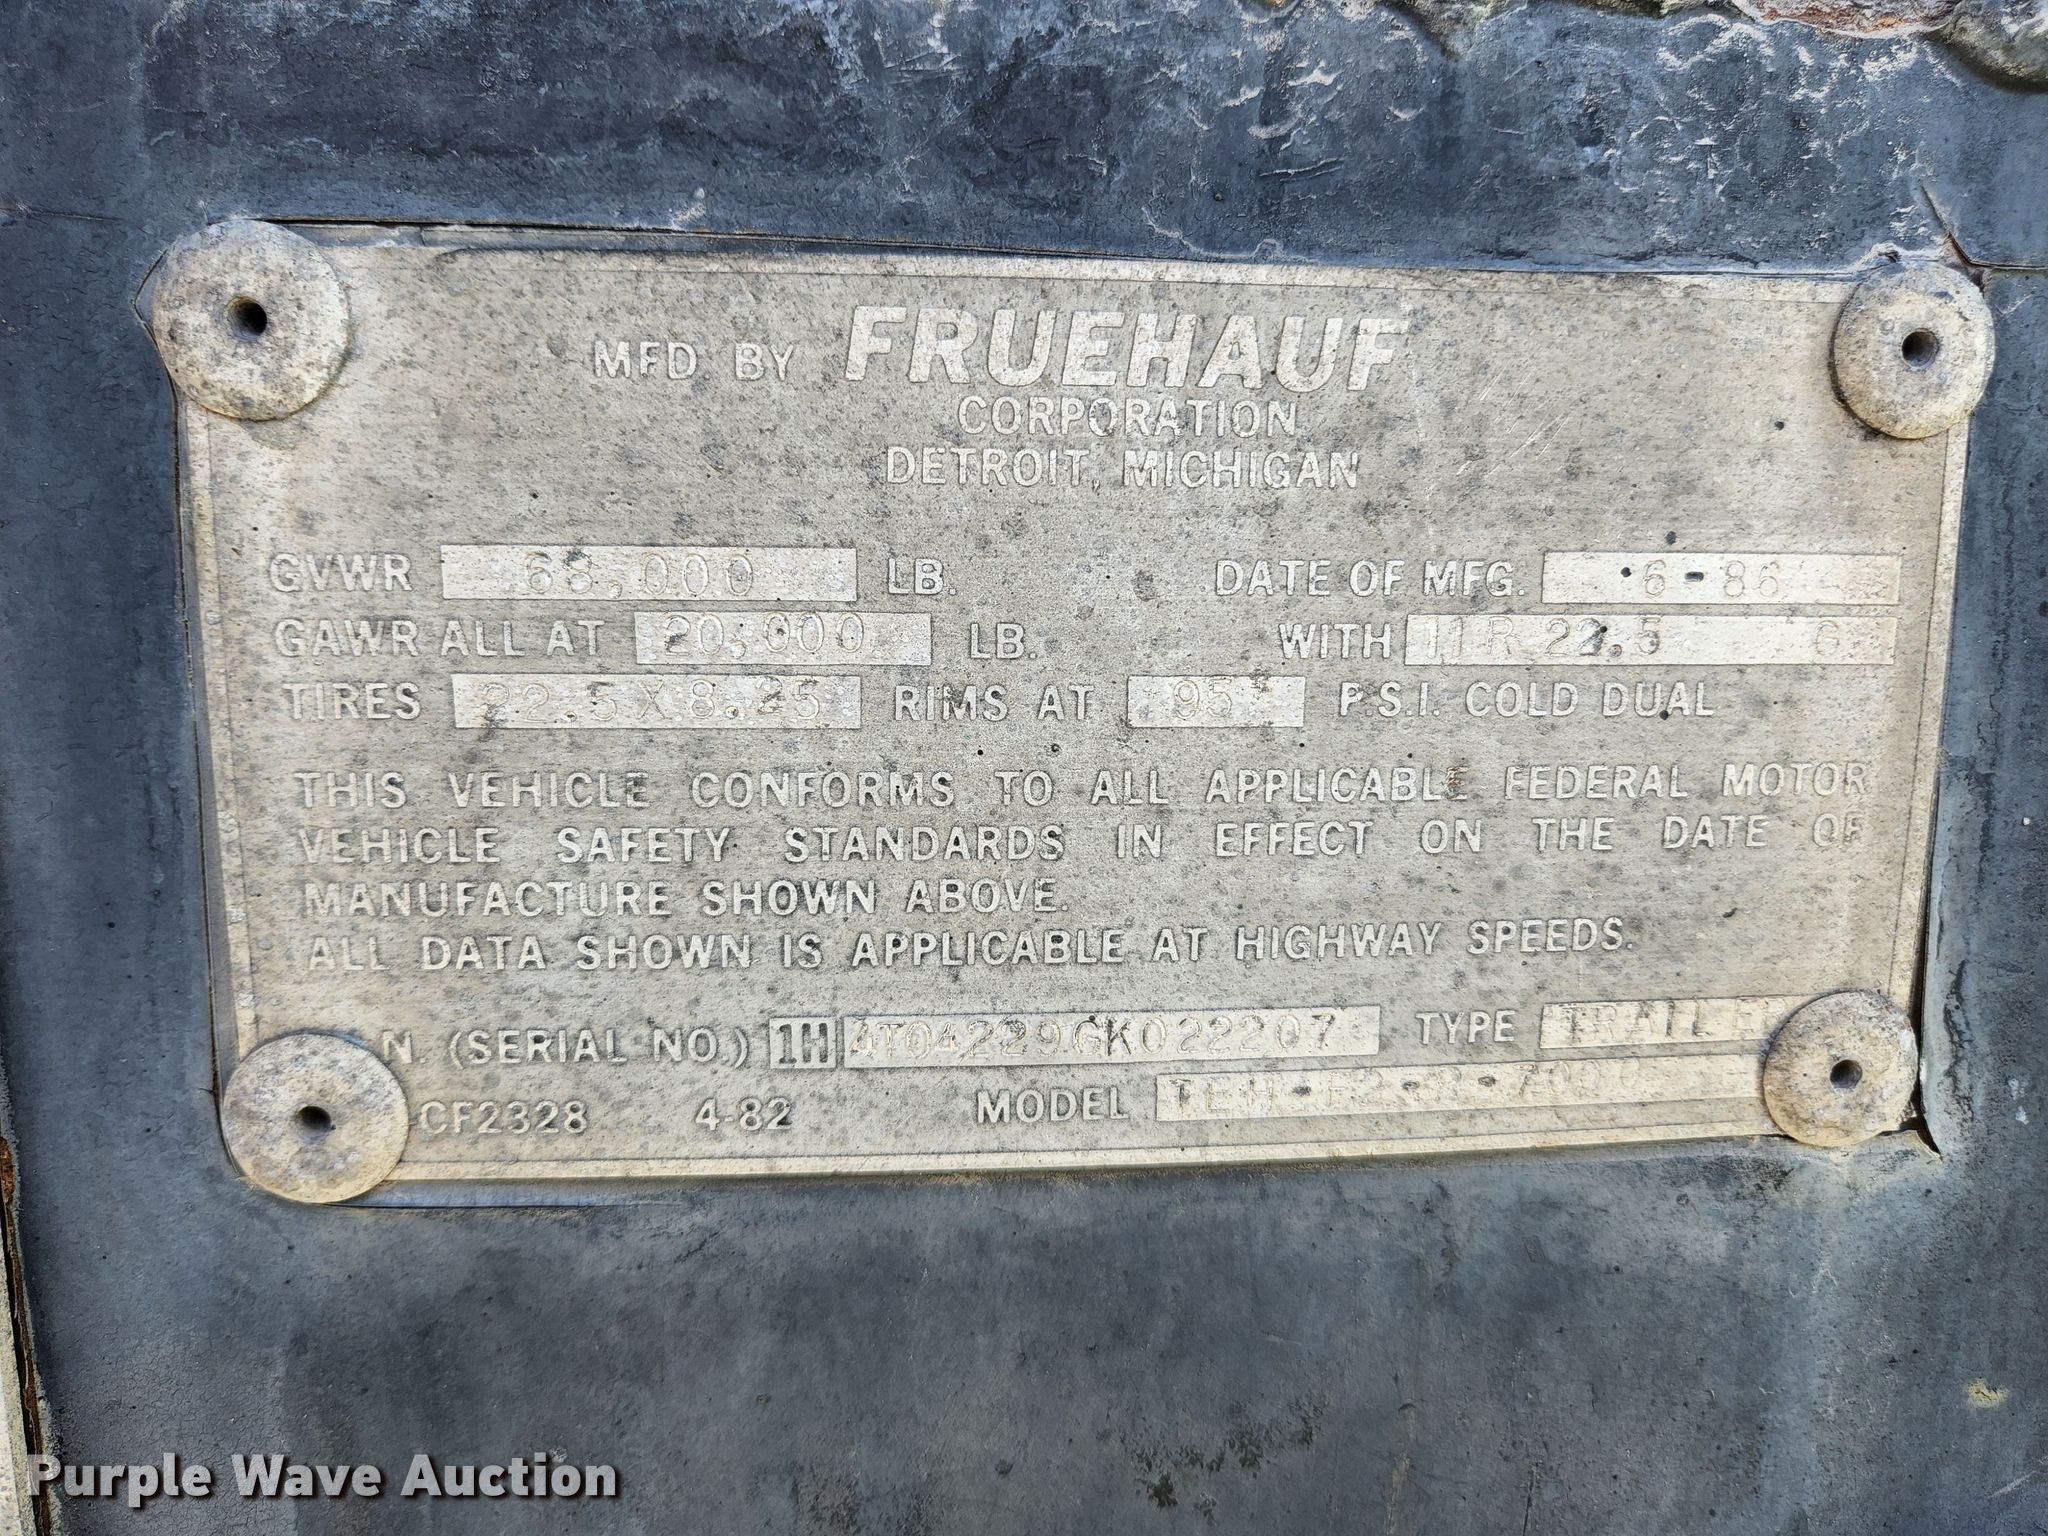 MFD BY FRUEHAUF
CORPORATION
DETROIT, MICHIGAN
GVWR 68,000 LB. DATE OF MFG. 6-86
GAWR ALL AT 20,000 LB. WITH 11R 22.5 G
TIRES 22.5X8.25 RIMS AT 95 P.S.I. COLD DUAL
THIS VEHICLE CONFORMS TO ALL APPLICABLE FEDERAL MOTOR
VEHICLE SAFETY STANDARDS IN EFFECT ON THE DATE OF
MANUFACTURE SHOWN ABOVE.
ALL DATA SHOWN IS APPLICABLE AT HIGHWAY SPEEDS.
N. (SERIAL NO.) 1H 4T04229GK022207 TYPE TRAILE
CF2328 4-82 MODEL
Purple Wave Auction